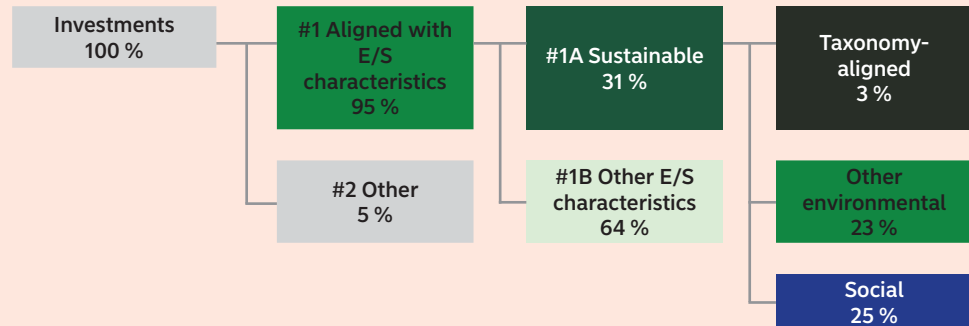 Investments
100 %
#1 Aligned with
E/S
characteristics
95 %
#2 Other
5 %
#1A Sustainable
31 %
#1B Other E/S
characteristics
64 %
Taxonomy-
aligned
3 %
Other
environmental
23 %
Social
25 %